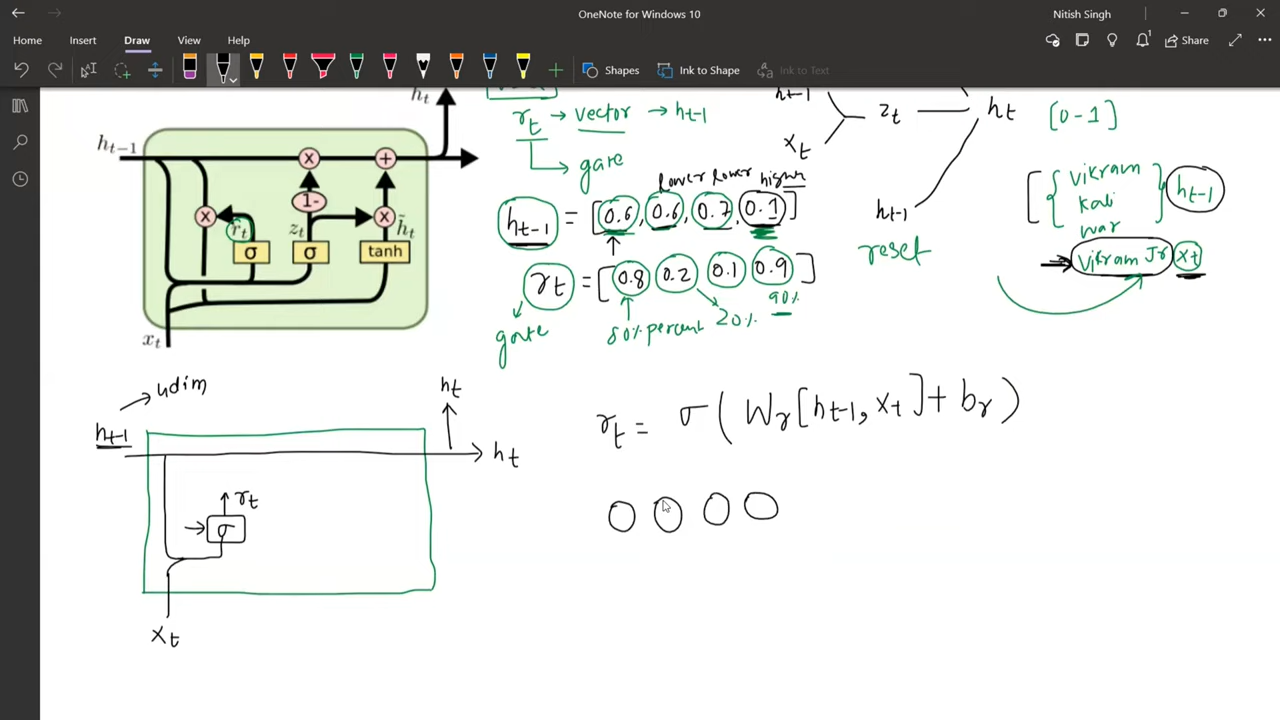 OneNote for Windows 10
Nitish Singh
Home Insert Draw View Help
Shapes Ink to Shape Ink to Text
Share
ht
ht-1
rt → vector → ht-1
gate
ht-1
xt
zt
ht
[0-1]
ht-1
reset
lower lower higher
ht-1 = [0.6, 0.6, 0.7, 0.1]
rt = [0.8 0.2 0.1 0.9]
gate
80% percent 20% 90%
[ { vikram
kali
war } ht-1
vikram Jr xt
rt zt h̃t
x 1- x + x
σ σ tanh
xt
4dim
ht-1
ht
ht
rt
σ
xt
rt = σ(Wr[ht-1, xt] + br)